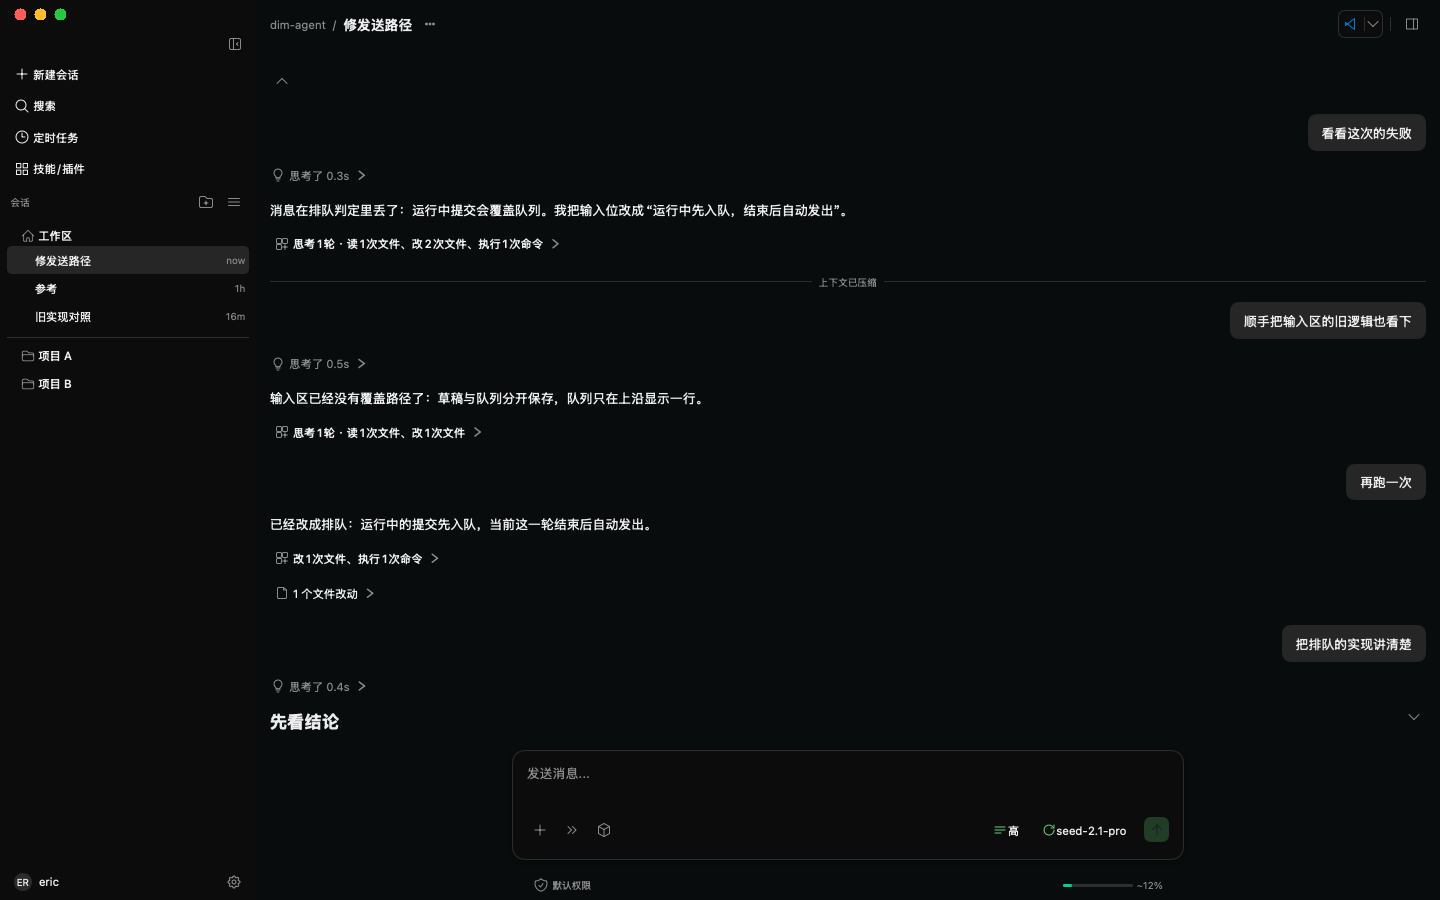 dim-agent / 修发送路径 ···
新建会话
搜索
定时任务
技能/插件
会话
工作区
修发送路径 now
参考 1h
旧实现对照 16m
项目 A
项目 B
ER eric
看看这次的失败
思考了 0.3s
消息在排队判定里丢了：运行中提交会覆盖队列。我把输入位改成“运行中先入队，结束后自动发出”。
思考1轮 · 读1次文件、改2次文件、执行1次命令
上下文已压缩
顺手把输入区的旧逻辑也看下
思考了 0.5s
输入区已经没有覆盖路径了：草稿与队列分开保存，队列只在上沿显示一行。
思考1轮 · 读1次文件、改1次文件
再跑一次
已经改成排队：运行中的提交先入队，当前这一轮结束后自动发出。
改1次文件、执行1次命令
1个文件改动
把排队的实现讲清楚
思考了 0.4s
先看结论
发送消息...
高
seed-2.1-pro
默认权限
~12%